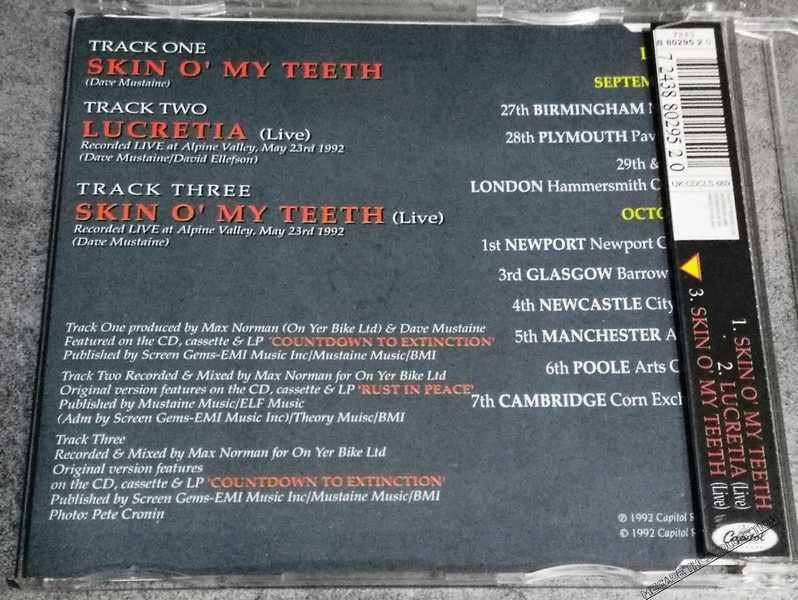 TRACK ONE
SKIN O' MY TEETH
(Dave Mustaine)
TRACK TWO
LUCRETIA (Live)
Recorded LIVE at Alpine Valley, May 23rd 1992
(Dave Mustaine/David Ellefson)
TRACK THREE
SKIN O' MY TEETH (Live)
Recorded LIVE at Alpine Valley, May 23rd 1992
(Dave Mustaine)
Track One produced by Max Norman (On Yer Bike Ltd) & Dave Mustaine
Featured on the CD, cassette & LP 'COUNTDOWN TO EXTINCTION'
Published by Screen Gems-EMI Music Inc/Mustaine Music/BMI
Track Two Recorded & Mixed by Max Norman for On Yer Bike Ltd
Original version features on the CD, cassette & LP 'RUST IN PEACE'
Published by Mustaine Music/ELF Music
(Adm by Screen Gems-EMI Music Inc)/Theory Muisc/BMI
Track Three
Recorded & Mixed by Max Norman for On Yer Bike Ltd
Original version features
on the CD, cassette & LP 'COUNTDOWN TO EXTINCTION'
Published by Screen Gems-EMI Music Inc/Mustaine Music/BMI
Photo: Pete Cronin
SEPTEM
27th BIRMINGHAM
28th PLYMOUTH Pav
29th &
LONDON Hammersmith
OCTO
1st NEWPORT Newport
3rd GLASGOW Barrow
4th NEWCASTLE City
5th MANCHESTER A
6th POOLE Arts
7th CAMBRIDGE Corn Exc
℗ 1992 Capitol
© 1992 Capitol
7243
8 80295 2 0
7 2438 80295 2 0
UK:CDCLS 669
1. SKIN O' MY TEETH
2. LUCRETIA (Live)
3. SKIN O' MY TEETH (Live)
Capitol